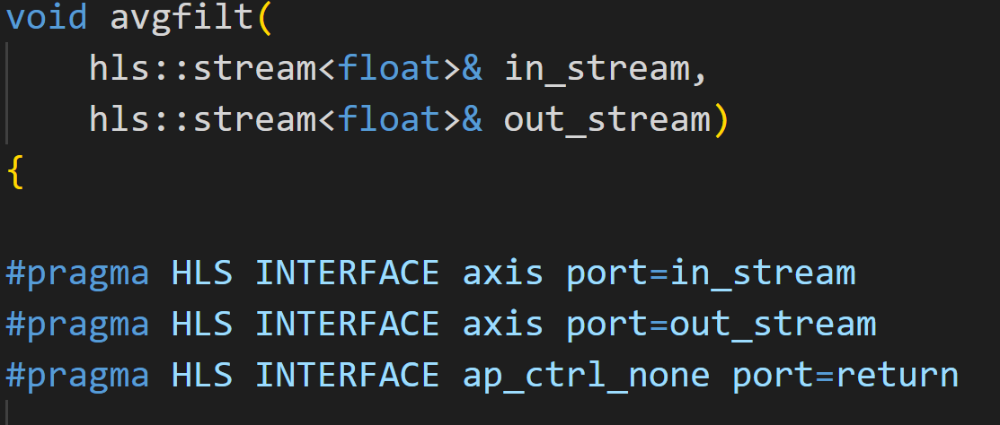 void avgfilt(
    hls::stream<float>& in_stream,
    hls::stream<float>& out_stream)
{
#pragma HLS INTERFACE axis port=in_stream
#pragma HLS INTERFACE axis port=out_stream
#pragma HLS INTERFACE ap_ctrl_none port=return